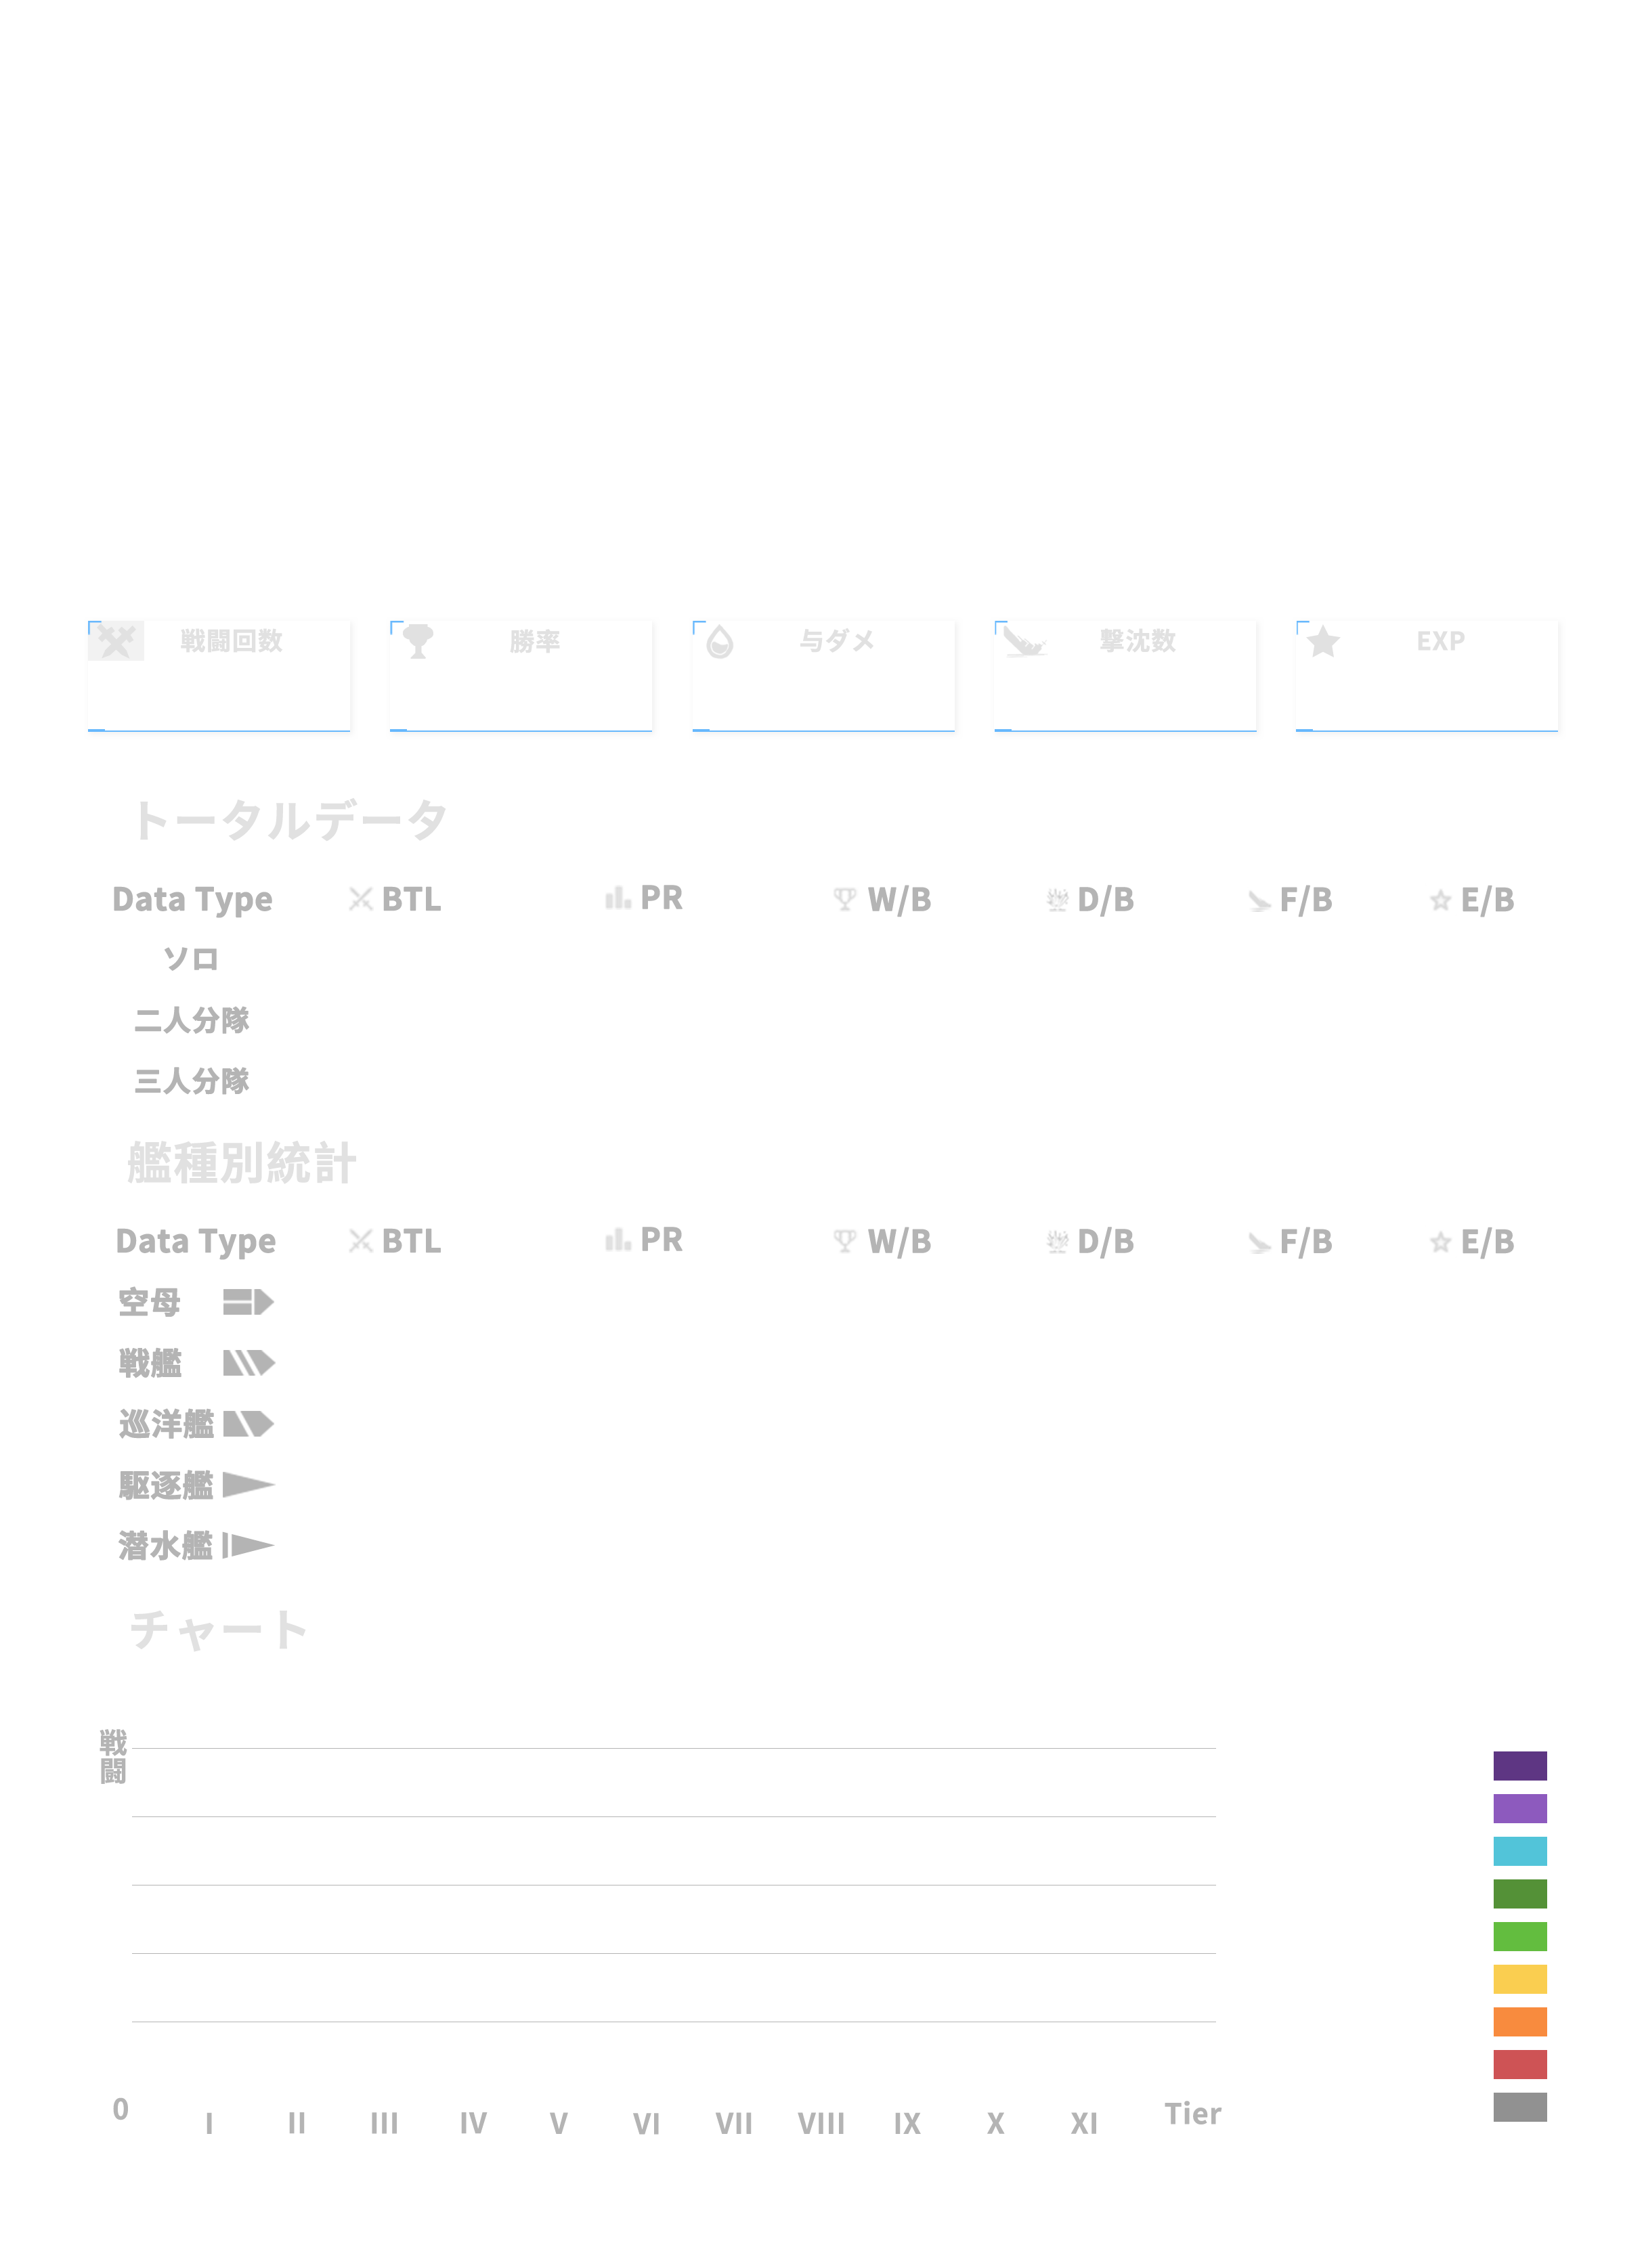 戦闘回数 勝率 与ダメ 撃沈数 EXP
トータルデータ
Data Type BTL PR W/B D/B F/B E/B
ソロ
二人分隊
三人分隊
艦種別統計
Data Type BTL PR W/B D/B F/B E/B
空母
戦艦
巡洋艦
駆逐艦
潜水艦
チャート
戦闘
0 I II III IV V VI VII VIII IX X XI Tier